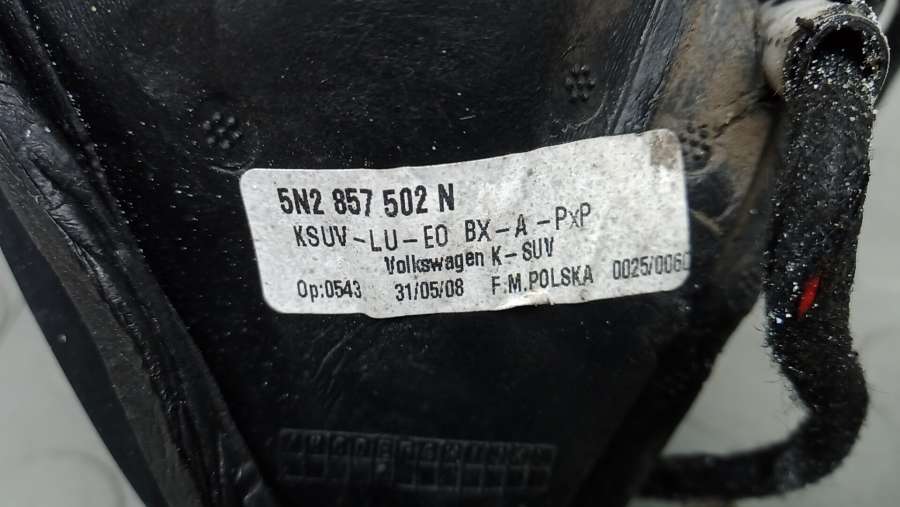 5N2 857 502 N
KSUV-LU-EO BX-A-PxP
Volkswagen K-SUV
Op:0543 31/05/08 F.M.POLSKA 0025/0060